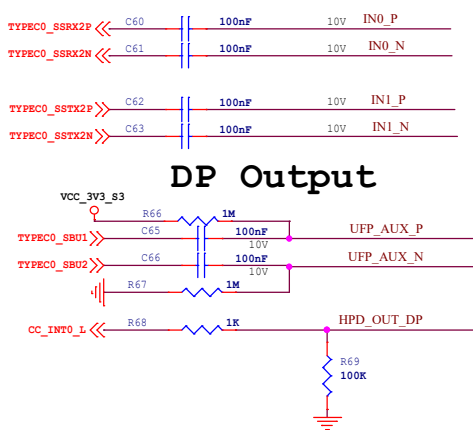 TYPEC0_SSRX2P C60 100nF 10V IN0_P
TYPEC0_SSRX2N C61 100nF 10V IN0_N
TYPEC0_SSTX2P C62 100nF 10V IN1_P
TYPEC0_SSTX2N C63 100nF 10V IN1_N
DP Output
VCC_3V3_S3
R66 1M
TYPEC0_SBU1 C65 100nF UFP_AUX_P
10V
TYPEC0_SBU2 C66 100nF UFP_AUX_N
10V
R67 1M
CC_INT0_L R68 1K HPD_OUT_DP
R69
100K